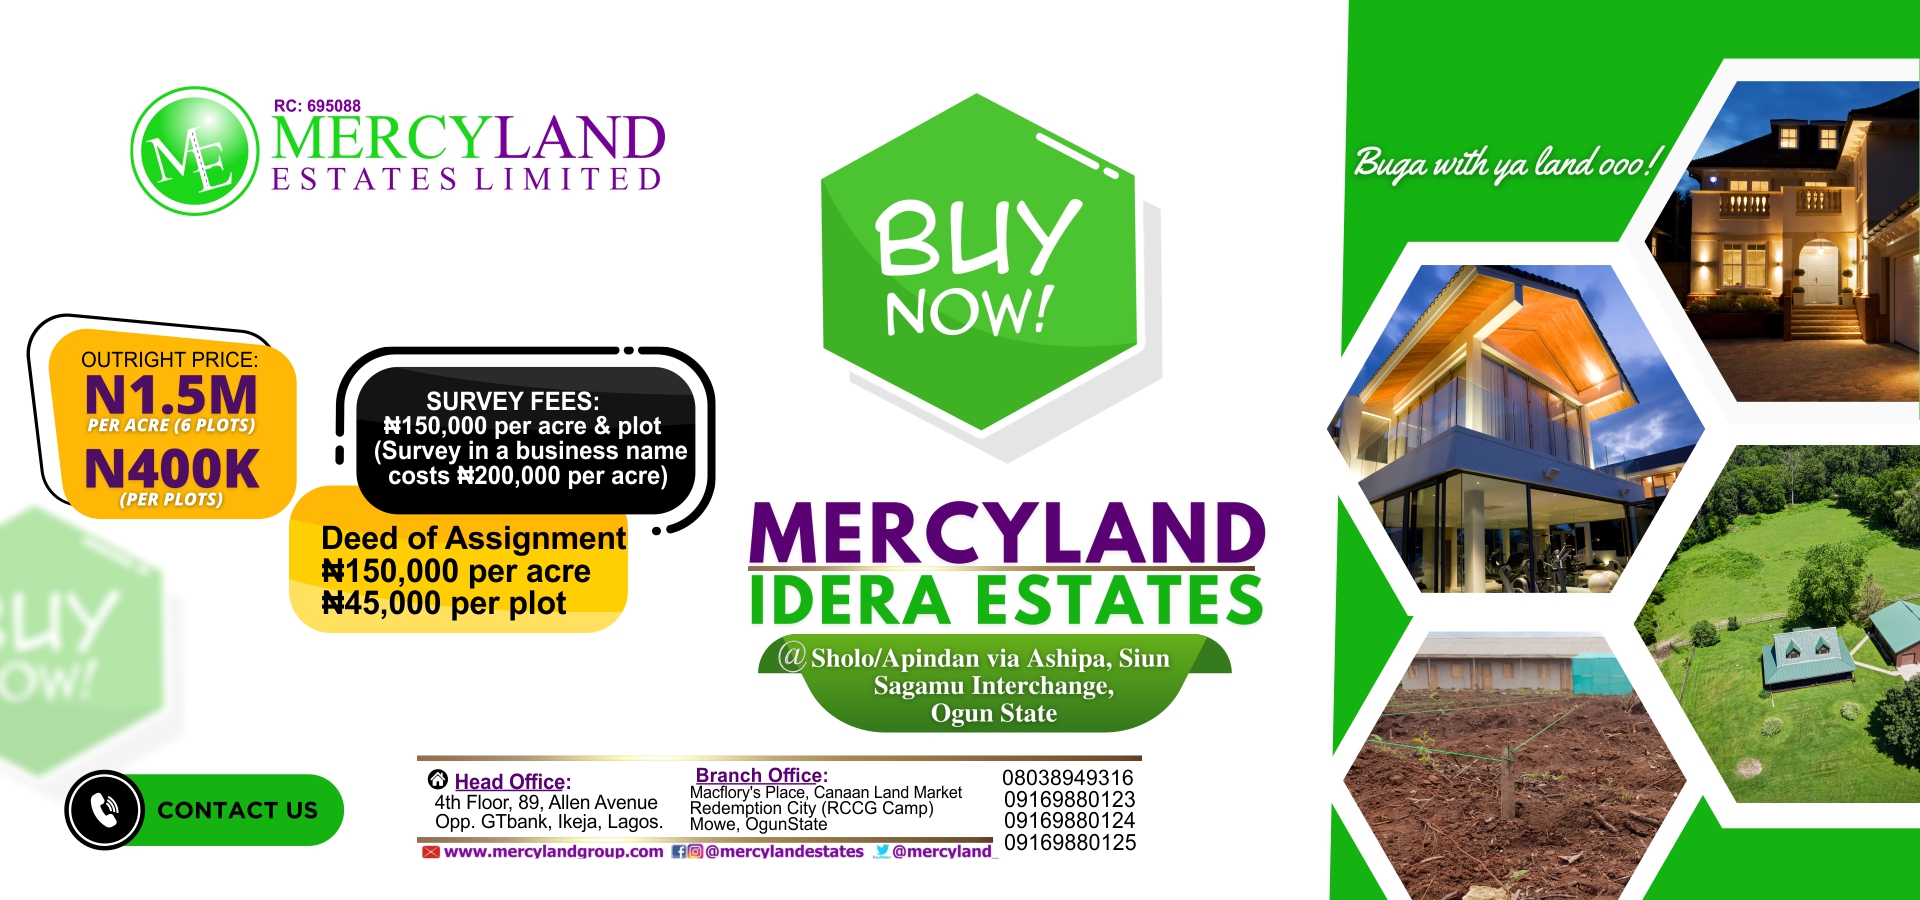 RC: 695088
MERCYLAND
ESTATES LIMITED
ME
BUY
NOW!
Buga with ya land ooo!
OUTRIGHT PRICE:
N1.5M
PER ACRE (6 PLOTS)
N400K
(PER PLOTS)
SURVEY FEES:
₦150,000 per acre & plot
(Survey in a business name
costs ₦200,000 per acre)
Deed of Assignment
₦150,000 per acre
₦45,000 per plot
BUY
NOW!
MERCYLAND
IDERA ESTATES
@ Sholo/Apindan via Ashipa, Siun
Sagamu Interchange,
Ogun State
CONTACT US
Head Office:
4th Floor, 89, Allen Avenue
Opp. GTbank, Ikeja, Lagos.
Branch Office:
Macflory's Place, Canaan Land Market
Redemption City (RCCG Camp)
Mowe, OgunState
08038949316
09169880123
09169880124
09169880125
www.mercylandgroup.com @mercylandestates @mercyland_